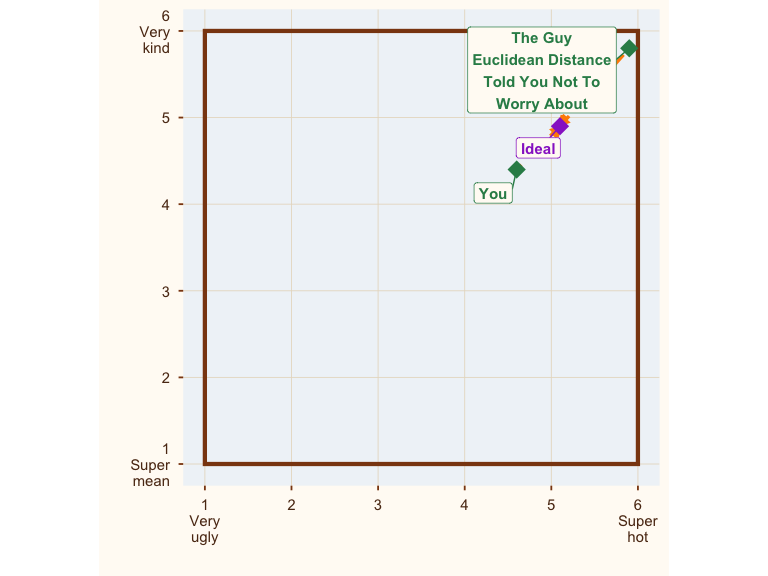 6
Very
kind
5
4
3
2
1
Super
mean
The Guy
Euclidean Distance
Told You Not To
Worry About
Ideal
You
1
Very
ugly
2
3
4
5
6
Super
hot